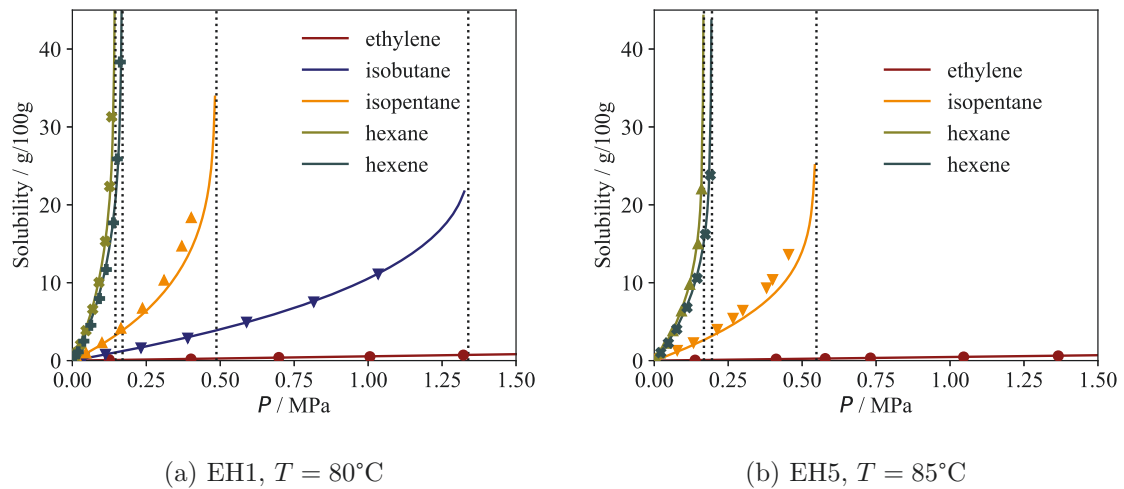 40
30
20
10
0
Solubility / g/100g
0.00 0.25 0.50 0.75 1.00 1.25 1.50
P / MPa
ethylene
isobutane
isopentane
hexane
hexene
(a) EH1, T = 80°C
40
30
20
10
0
Solubility / g/100g
0.00 0.25 0.50 0.75 1.00 1.25 1.50
P / MPa
ethylene
isopentane
hexane
hexene
(b) EH5, T = 85°C